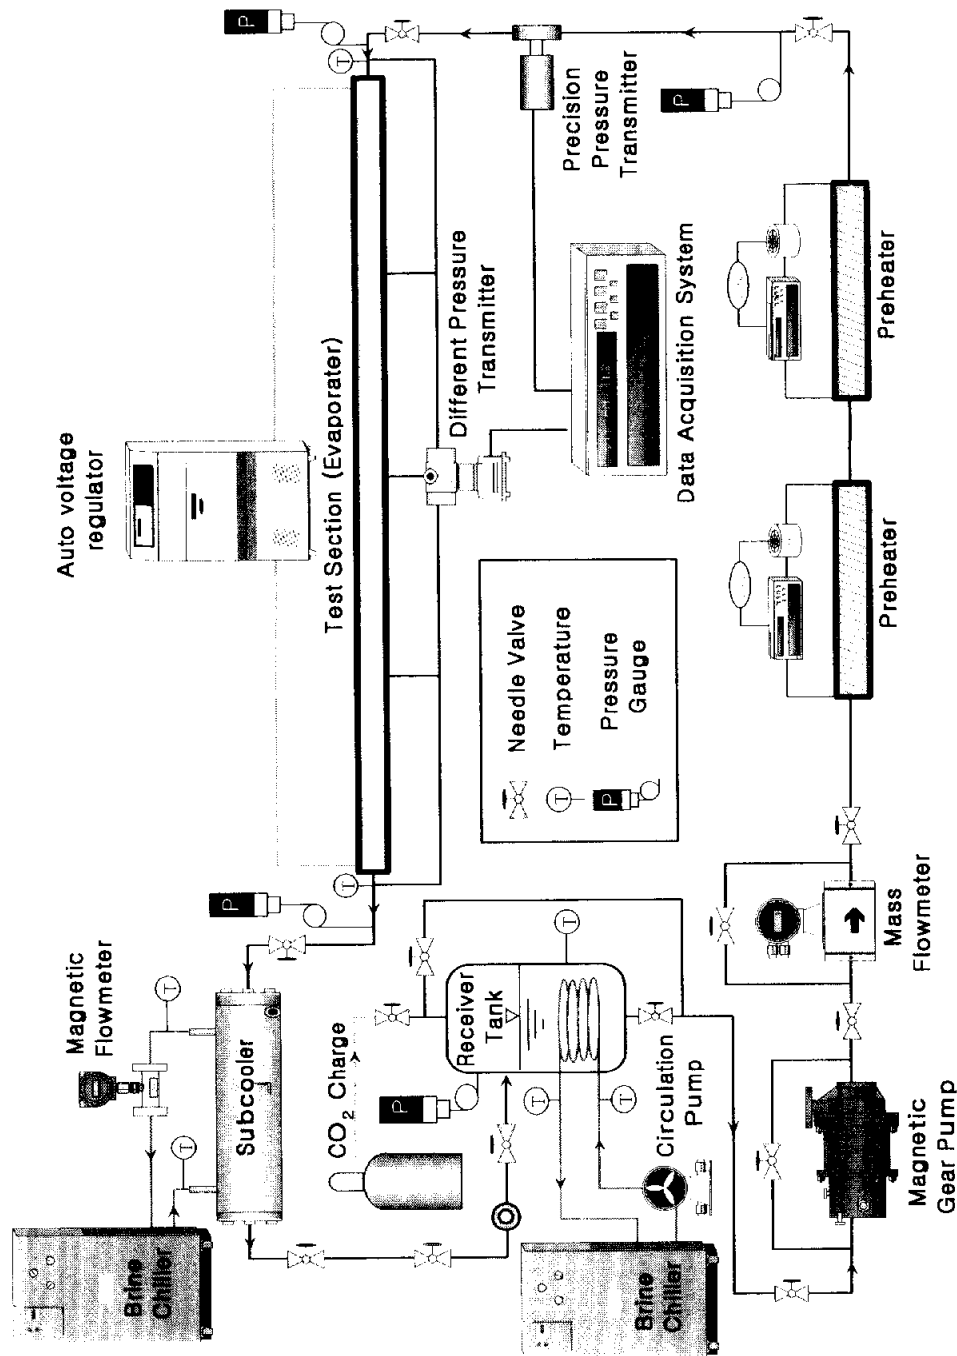 Auto voltage
regulator
Test Section (Evaporater)
Different Pressure
Transmitter
Precision
Pressure
Transmitter
Data Acquisition System
Preheater
Preheater
Needle Valve
Temperature
Pressure
Gauge
T
P
P
T
P
T
P
Magnetic
Flowmeter
T
T
Subcooler
Brine
Chiller
CO2 Charge
P
Receiver
Tank
T
T
T
Circulation
Pump
Brine
Chiller
Mass
Flowmeter
Magnetic
Gear Pump